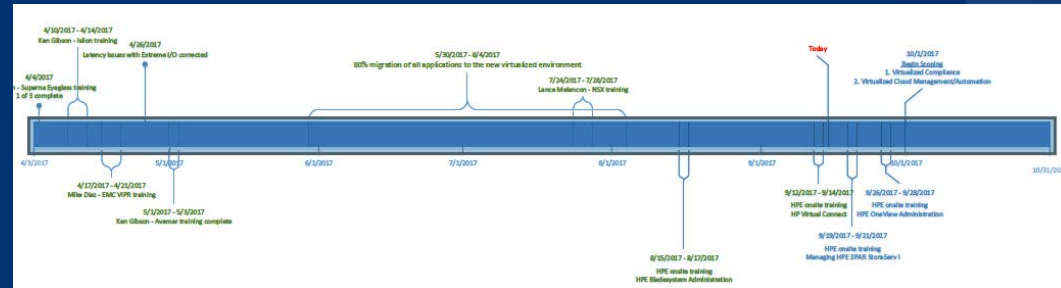 4/10/2017 - 4/14/2017
Ken Gibson - Isilon training
4/26/2017
Latency Issues with Extreme I/O corrected
4/4/2017
- Superna Eyeglass training
1 of 3 complete
5/30/2017 - 8/4/2017
80% migration of all applications to the new virtualized environment
7/24/2017 - 7/28/2017
Lance Melancon - NSX training
Today
10/1/2017
Begin Scoping
1. Virtualized Compliance
2. Virtualized Cloud Management/Automation
4/3/2017
5/1/2017
6/1/2017
7/1/2017
8/1/2017
9/1/2017
10/1/2017
10/31/20
4/17/2017 - 4/21/2017
Mike Diaz - EMC ViPR training
5/1/2017 - 5/3/2017
Ken Gibson - Avamar training complete
8/15/2017 - 8/17/2017
HPE onsite training
HPE Bladesystem Administration
9/12/2017 - 9/14/2017
HPE onsite training
HP Virtual Connect
9/19/2017 - 9/21/2017
HPE onsite training
Managing HPE 3PAR StoreServ I
9/26/2017 - 9/28/2017
HPE onsite training
HPE OneView Administration